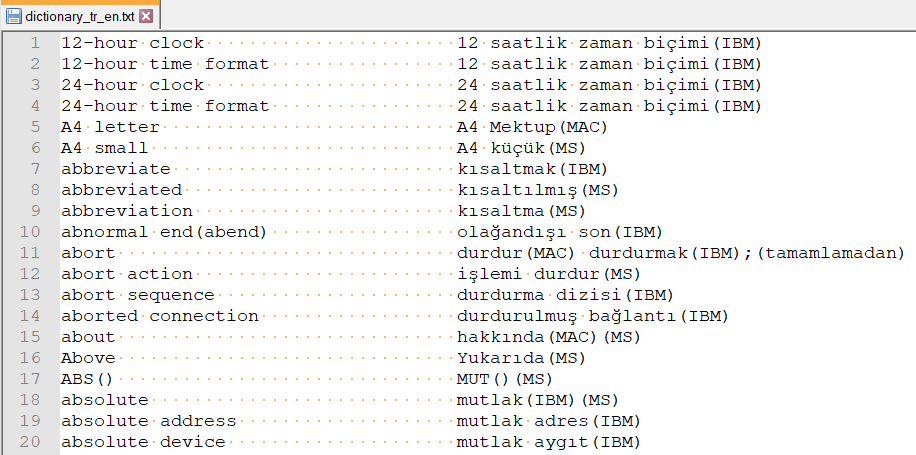 dictionary_tr_en.txt
1 12-hour clock 12 saatlik zaman biçimi(IBM)
2 12-hour time format 12 saatlik zaman biçimi(IBM)
3 24-hour clock 24 saatlik zaman biçimi(IBM)
4 24-hour time format 24 saatlik zaman biçimi(IBM)
5 A4 letter A4 Mektup(MAC)
6 A4 small A4 küçük(MS)
7 abbreviate kısaltmak(IBM)
8 abbreviated kısaltılmış(MS)
9 abbreviation kısaltma(MS)
10 abnormal end(abend) olağandışı son(IBM)
11 abort durdur(MAC) durdurmak(IBM);(tamamlamadan)
12 abort action işlemi durdur(MS)
13 abort sequence durdurma dizisi(IBM)
14 aborted connection durdurulmuş bağlantı(IBM)
15 about hakkında(MAC)(MS)
16 Above Yukarıda(MS)
17 ABS() MUT()(MS)
18 absolute mutlak(IBM)(MS)
19 absolute address mutlak adres(IBM)
20 absolute device mutlak aygıt(IBM)